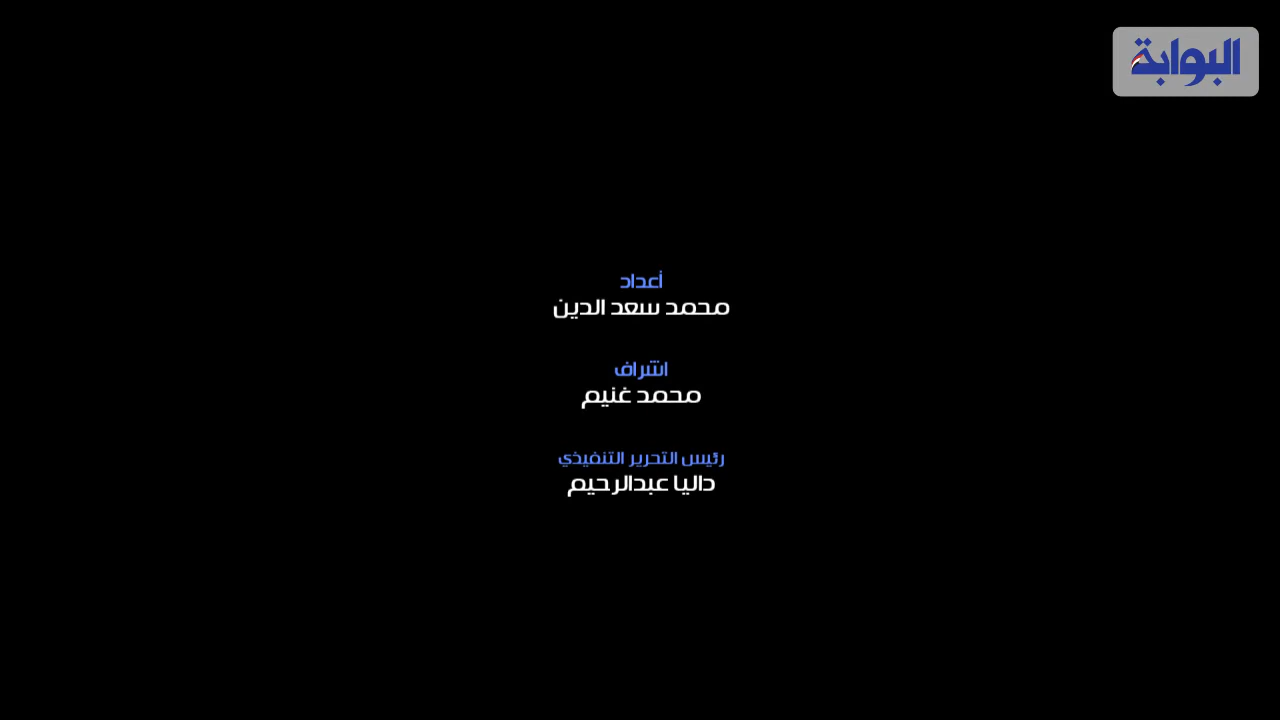 البوابة
أعداد
محمد سعد الدين
اشراف
محمد غنيم
رئيس التحرير التنفيذي
داليا عبدالرحيم